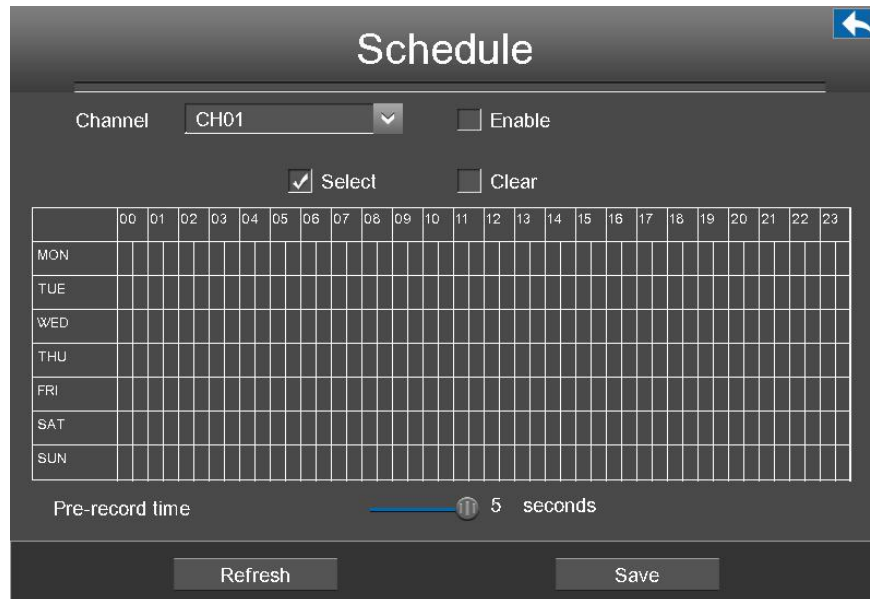 Schedule
Channel CH01 Enable
Select Clear
00 01 02 03 04 05 06 07 08 09 10 11 12 13 14 15 16 17 18 19 20 21 22 23
MON
TUE
WED
THU
FRI
SAT
SUN
Pre-record time 5 seconds
Refresh Save